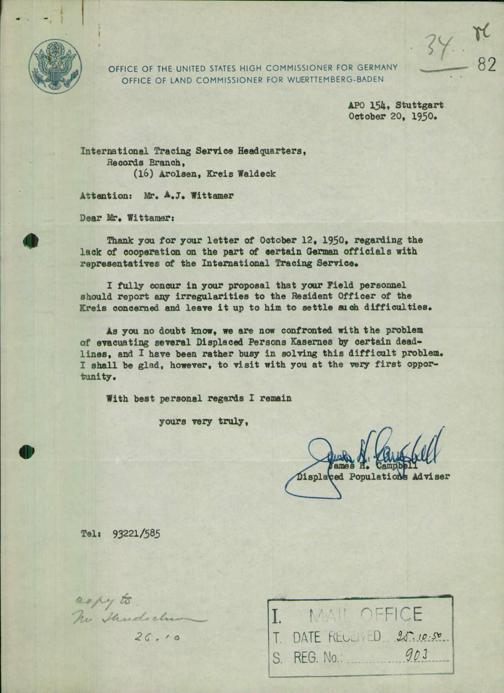 34
82
OFFICE OF THE UNITED STATES HIGH COMMISSIONER FOR GERMANY
OFFICE OF LAND COMMISSIONER FOR WUERTTEMBERG-BADEN
APO 154, Stuttgart
October 20, 1950.
International Tracing Service Headquarters,
Records Branch,
(16) Arolsen, Kreis Waldeck
Attention: Mr. A.J. Wittamer
Dear Mr. Wittamer:
Thank you for your letter of October 12, 1950, regarding the
lack of cooperation on the part of sertain German officials with
representatives of the International Tracing Service.
I fully concur in your proposal that your Field personnel
should report any irregularities to the Resident Officer of the
Kreis concerned and leave it up to him to settle such difficulties.
As you no doubt know, we are now confronted with the problem
of evacuating several Displaced Persons Kasernes by certain dead-
lines, and I have been rather busy in solving this difficult problem.
I shall be glad, however, to visit with you at the very first oppor-
tunity.
With best personal regards I remain
yours very truly,
James H. Campbell
James H. Campbell
Displaced Populations Adviser
Tel: 93221/585
copy to
Mr
26.10
I. MAIL OFFICE
T. DATE RECEIVED 25.10.50
S. REG. No.: 903